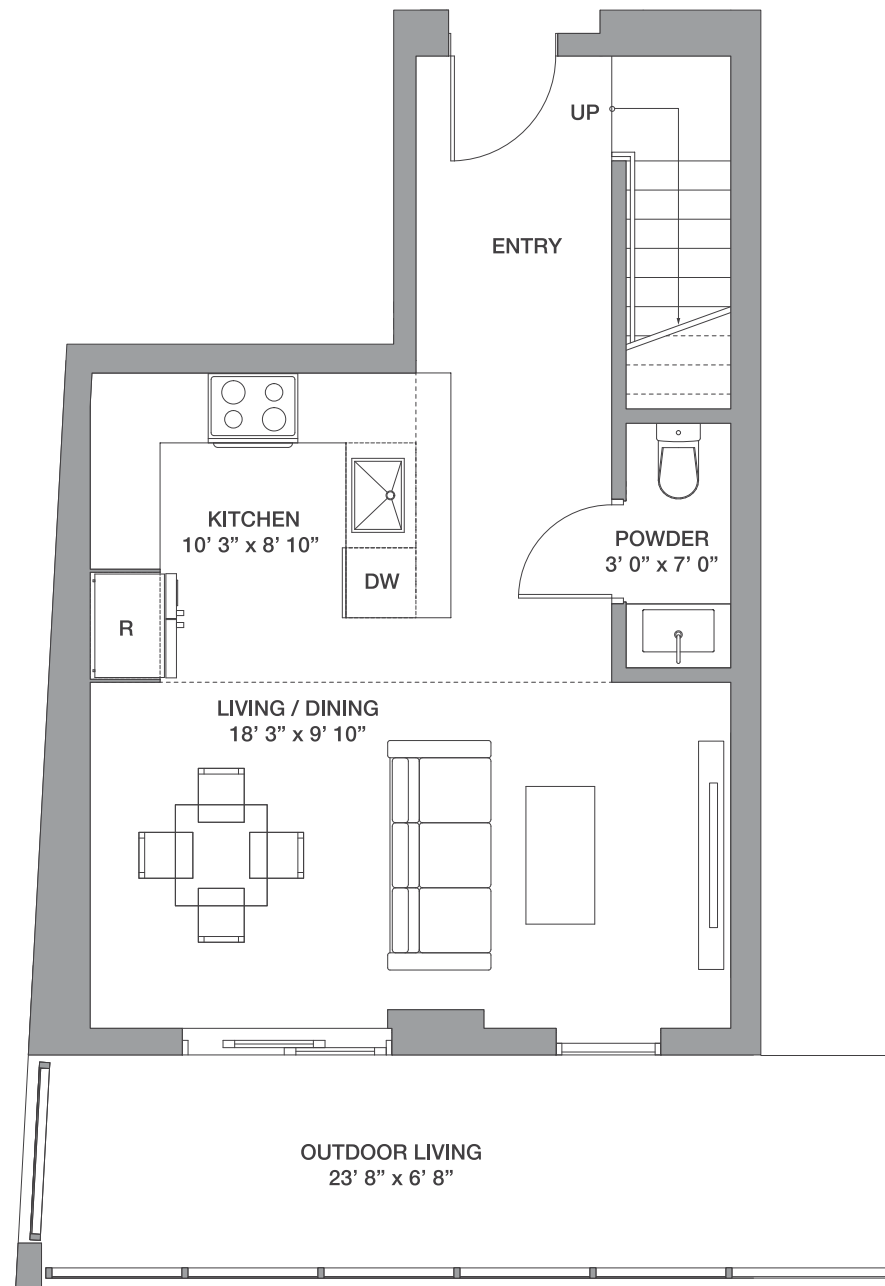 UP
ENTRY
KITCHEN
10’ 3” x 8’ 10”
POWDER
3’ 0” x 7’ 0”
DW
R
LIVING / DINING
18’ 3” x 9’ 10”
OUTDOOR LIVING
23’ 8” x 6’ 8”